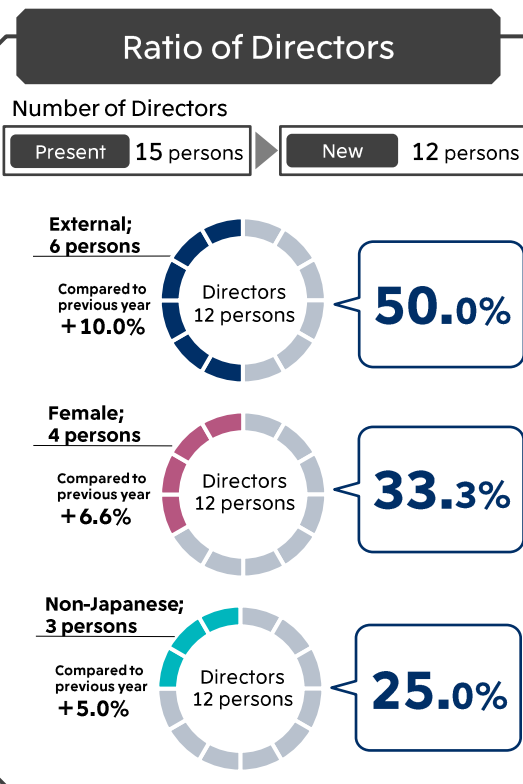 Ratio of Directors
Number of Directors
Present 15 persons
New 12 persons
External;
6 persons
Compared to
previous year
+10.0%
Directors
12 persons
50.0%
Female;
4 persons
Compared to
previous year
+6.6%
Directors
12 persons
33.3%
Non-Japanese;
3 persons
Compared to
previous year
+5.0%
Directors
12 persons
25.0%